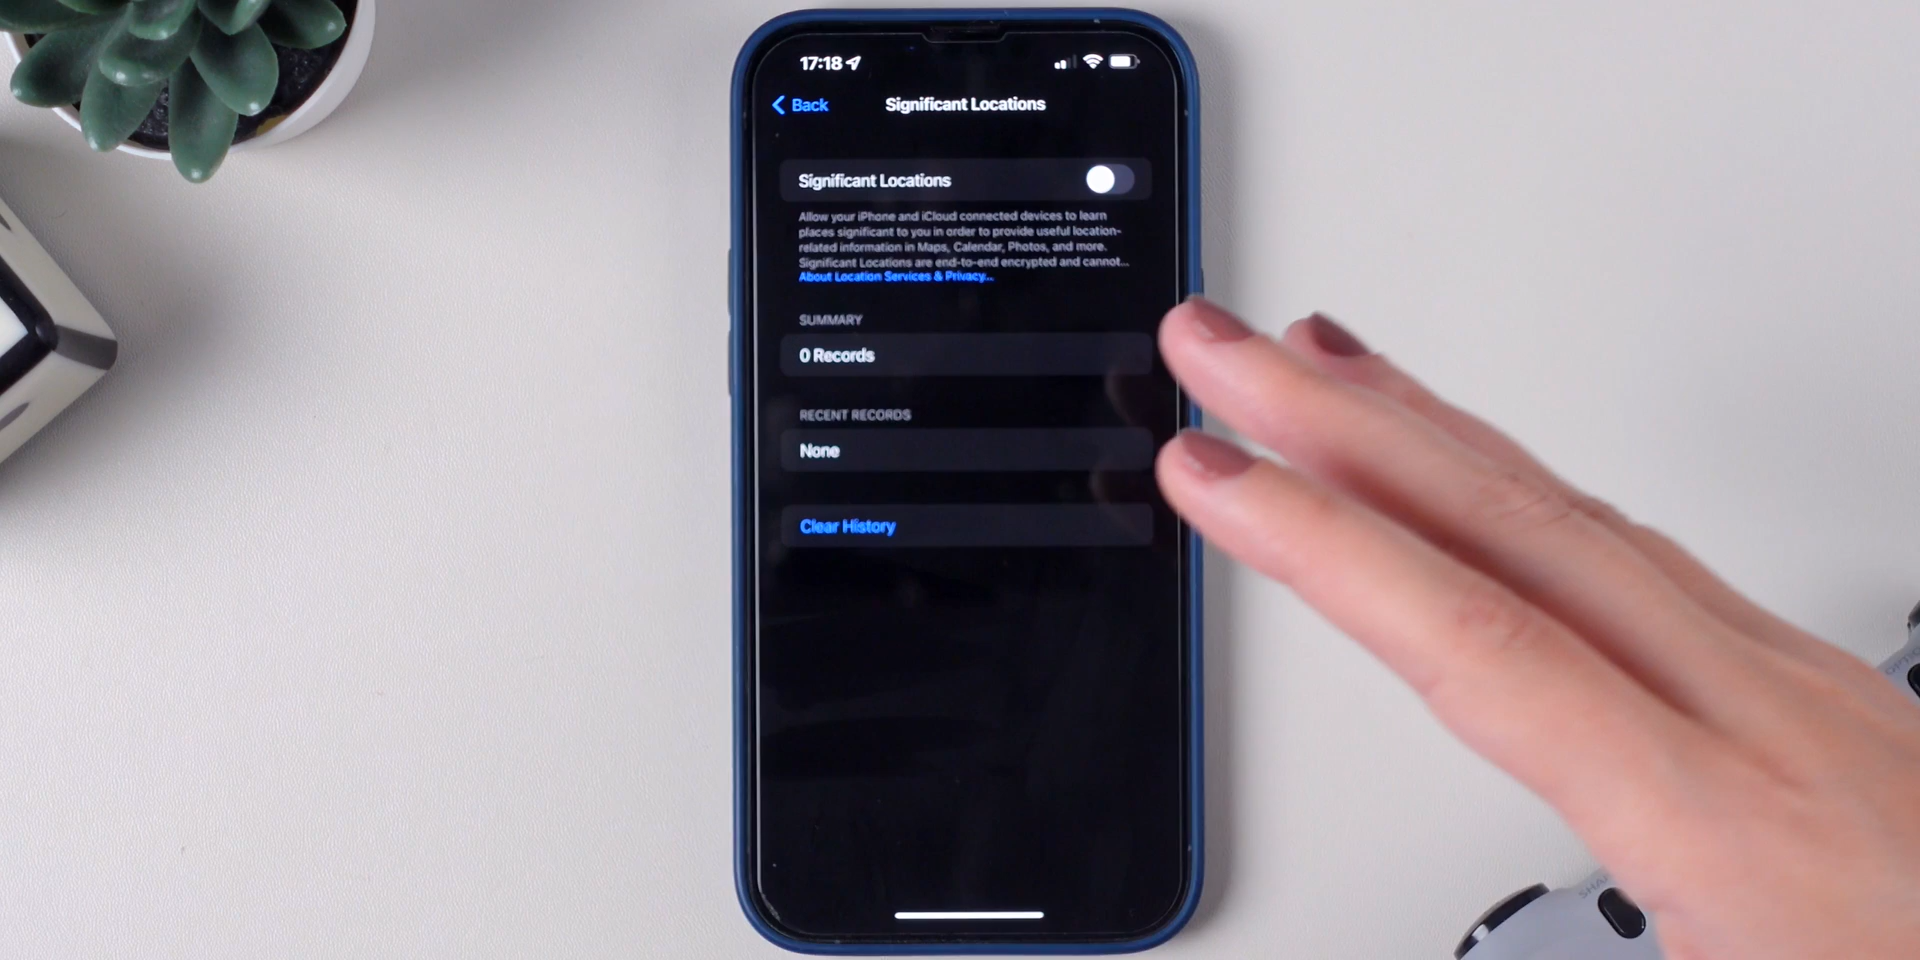 17:18
Back
Significant Locations
Significant Locations
Allow your iPhone and iCloud connected devices to learn
places significant to you in order to provide useful location-
related information in Maps, Calendar, Photos, and more.
Significant Locations are end-to-end encrypted and cannot...
About Location Services & Privacy...
SUMMARY
0 Records
RECENT RECORDS
None
Clear History